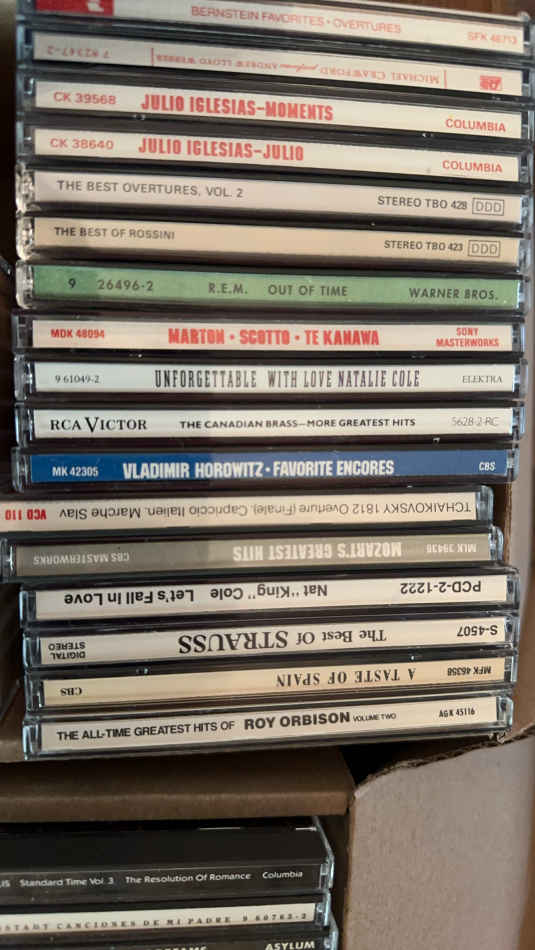 BERNSTEIN FAVORITES • OVERTURES SFK 46713
7 82347-2 MICHAEL CRAWFORD performs ANDREW LLOYD WEBBER
CK 39568 JULIO IGLESIAS–MOMENTS COLUMBIA
CK 38640 JULIO IGLESIAS–JULIO COLUMBIA
THE BEST OVERTURES, VOL. 2 STEREO TBO 428 DDD
THE BEST OF ROSSINI STEREO TBO 423 DDD
9 26496-2 R.E.M. OUT OF TIME WARNER BROS.
MDK 48094 MARTON • SCOTTO • TE KANAWA SONY MASTERWORKS
9 61049-2 UNFORGETTABLE WITH LOVE NATALIE COLE ELEKTRA
RCA VICTOR THE CANADIAN BRASS—MORE GREATEST HITS 5628-2-RC
MK 42305 VLADIMIR HOROWITZ • FAVORITE ENCORES CBS
TCHAIKOVSKY 1812 Overture (Finale), Capriccio Italien, Marche Slav VCD 110
MLK 39436 MOZART'S GREATEST HITS CBS MASTERWORKS
PCD-2-1222 Nat "King" Cole Let's Fall In Love
S-4507 The Best Of STRAUSS DIGITAL STEREO
MFK 46358 A TASTE OF SPAIN CBS
THE ALL-TIME GREATEST HITS OF ROY ORBISON VOLUME TWO AGK 45116
IS Standard Time Vol. 3 The Resolution Of Romance Columbia
NSTADT CANCIONES DE MI PADRE 9 60765-2
ASYLUM